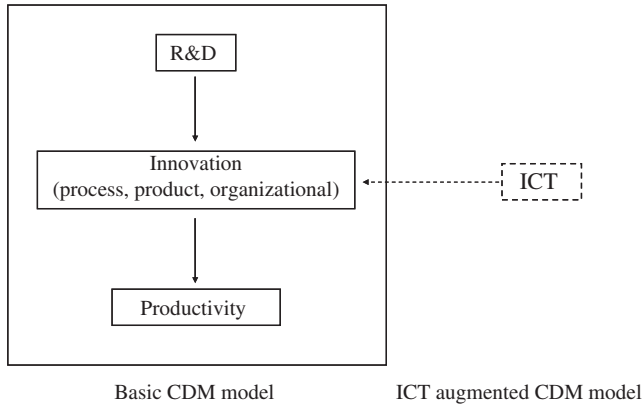 R&D
Innovation
(process, product, organizational)
ICT
Productivity
Basic CDM model
ICT augmented CDM model